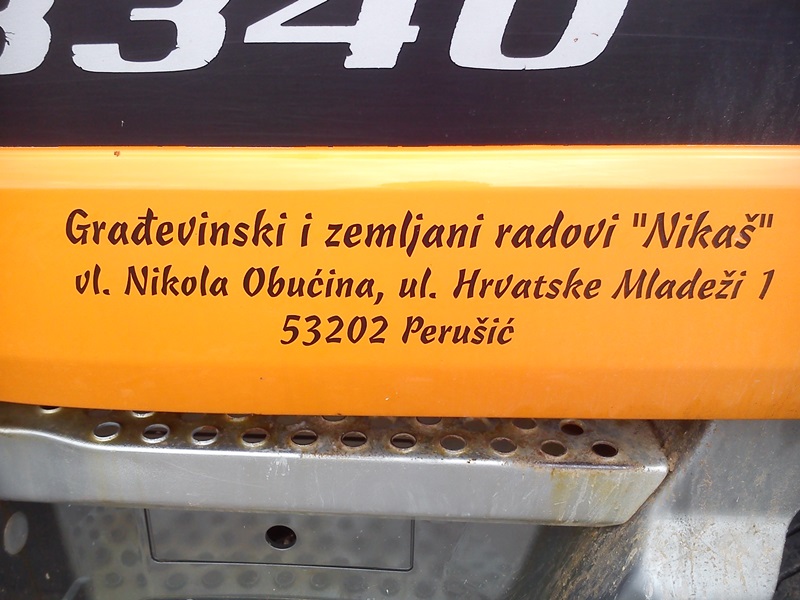 3340
Građevinski i zemljani radovi "Nikaš"
vl. Nikola Obućina, ul. Hrvatske Mladeži 1
53202 Perušić